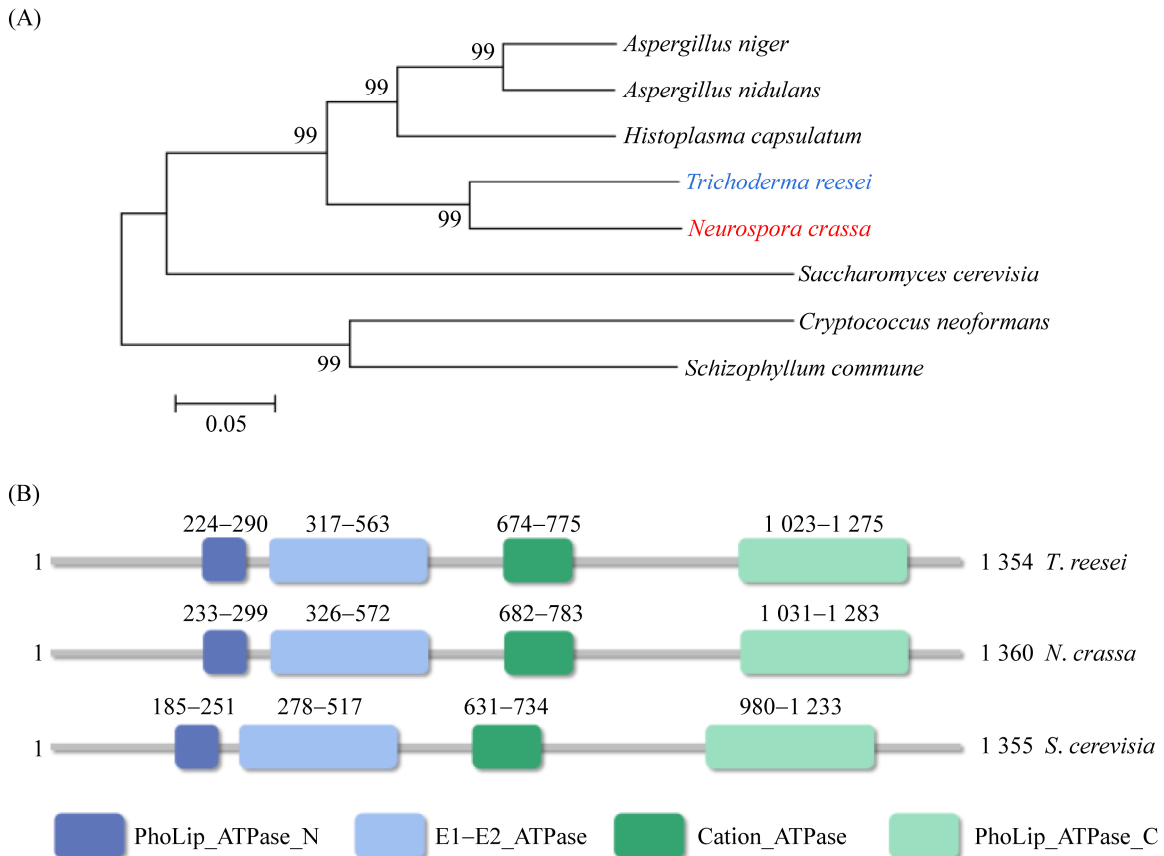 (A)
99
Aspergillus niger
99
Aspergillus nidulans
99
Histoplasma capsulatum
Trichoderma reesei
99
Neurospora crassa
Saccharomyces cerevisia
Cryptococcus neoformans
99
Schizophyllum commune
0.05
(B)
224–290 317–563 674–775 1 023–1 275
1 1 354 T. reesei
233–299 326–572 682–783 1 031–1 283
1 1 360 N. crassa
185–251 278–517 631–734 980–1 233
1 1 355 S. cerevisia
PhoLip_ATPase_N E1–E2_ATPase Cation_ATPase PhoLip_ATPase_C